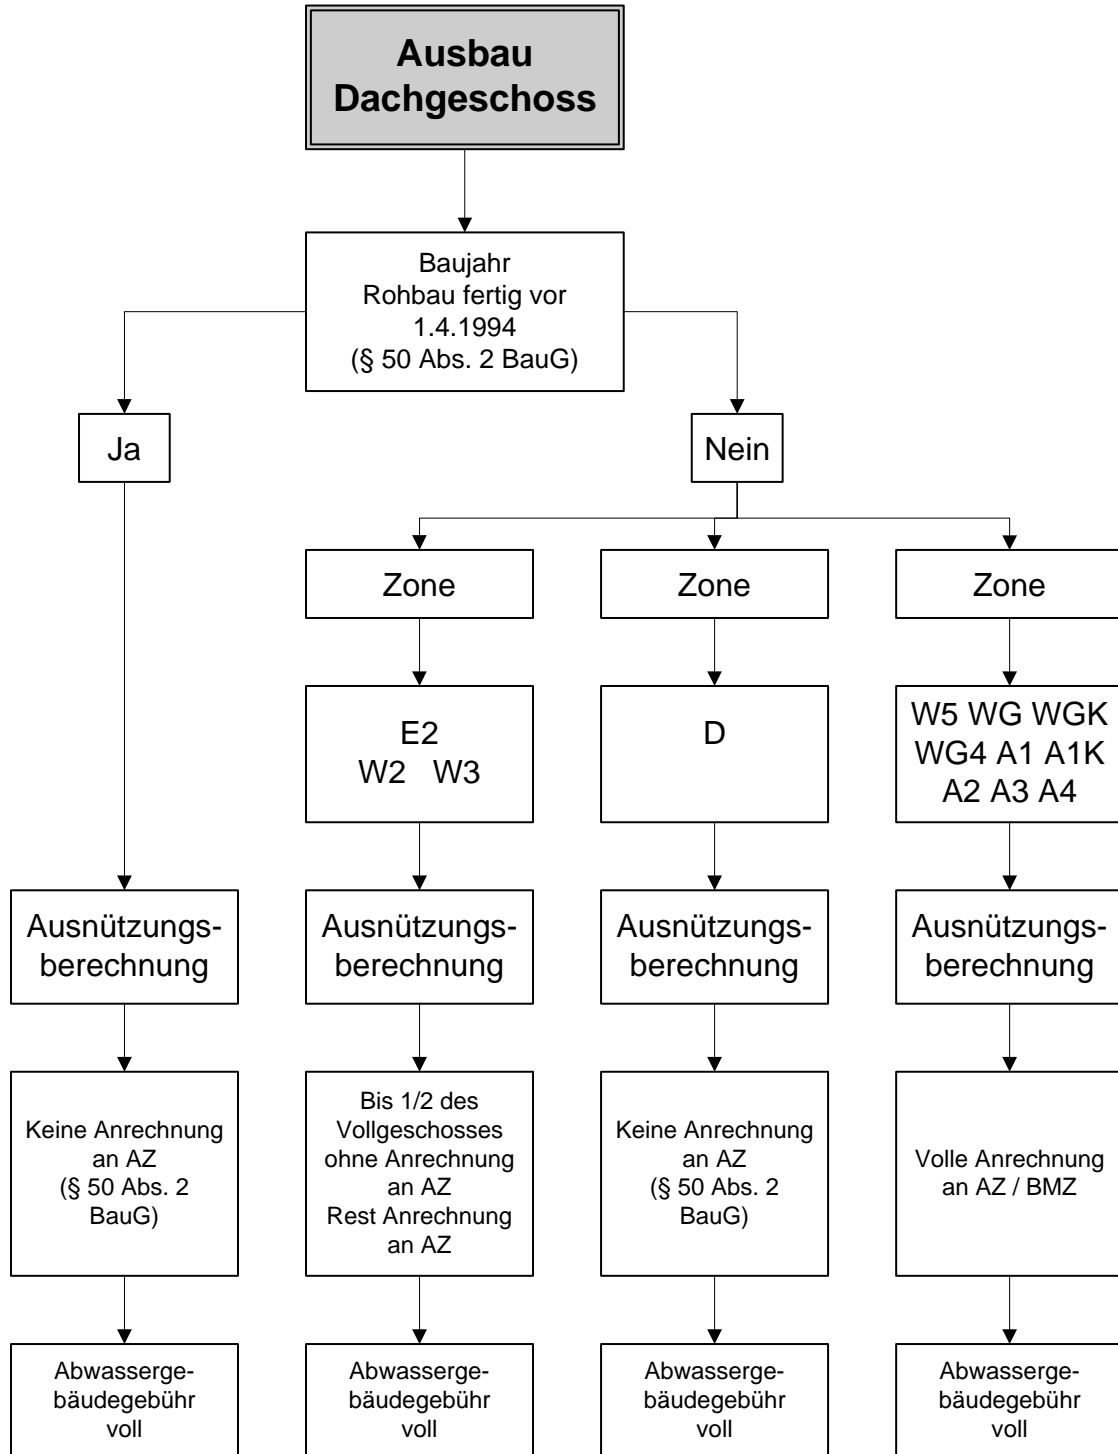 Ausbau
Dachgeschoss
Baujahr
Rohbau fertig vor
1.4.1994
(§ 50 Abs. 2 BauG)
Ja
Nein
Zone
Zone
Zone
E2
W2 W3
D
W5 WG WGK
WG4 A1 A1K
A2 A3 A4
Ausnützungs-
berechnung
Ausnützungs-
berechnung
Ausnützungs-
berechnung
Ausnützungs-
berechnung
Keine Anrechnung
an AZ
(§ 50 Abs. 2
BauG)
Bis 1/2 des
Vollgeschosses
ohne Anrechnung
an AZ
Rest Anrechnung
an AZ
Keine Anrechnung
an AZ
(§ 50 Abs. 2
BauG)
Volle Anrechnung
an AZ / BMZ
Abwasserge-
bäudegebühr
voll
Abwasserge-
bäudegebühr
voll
Abwasserge-
bäudegebühr
voll
Abwasserge-
bäudegebühr
voll